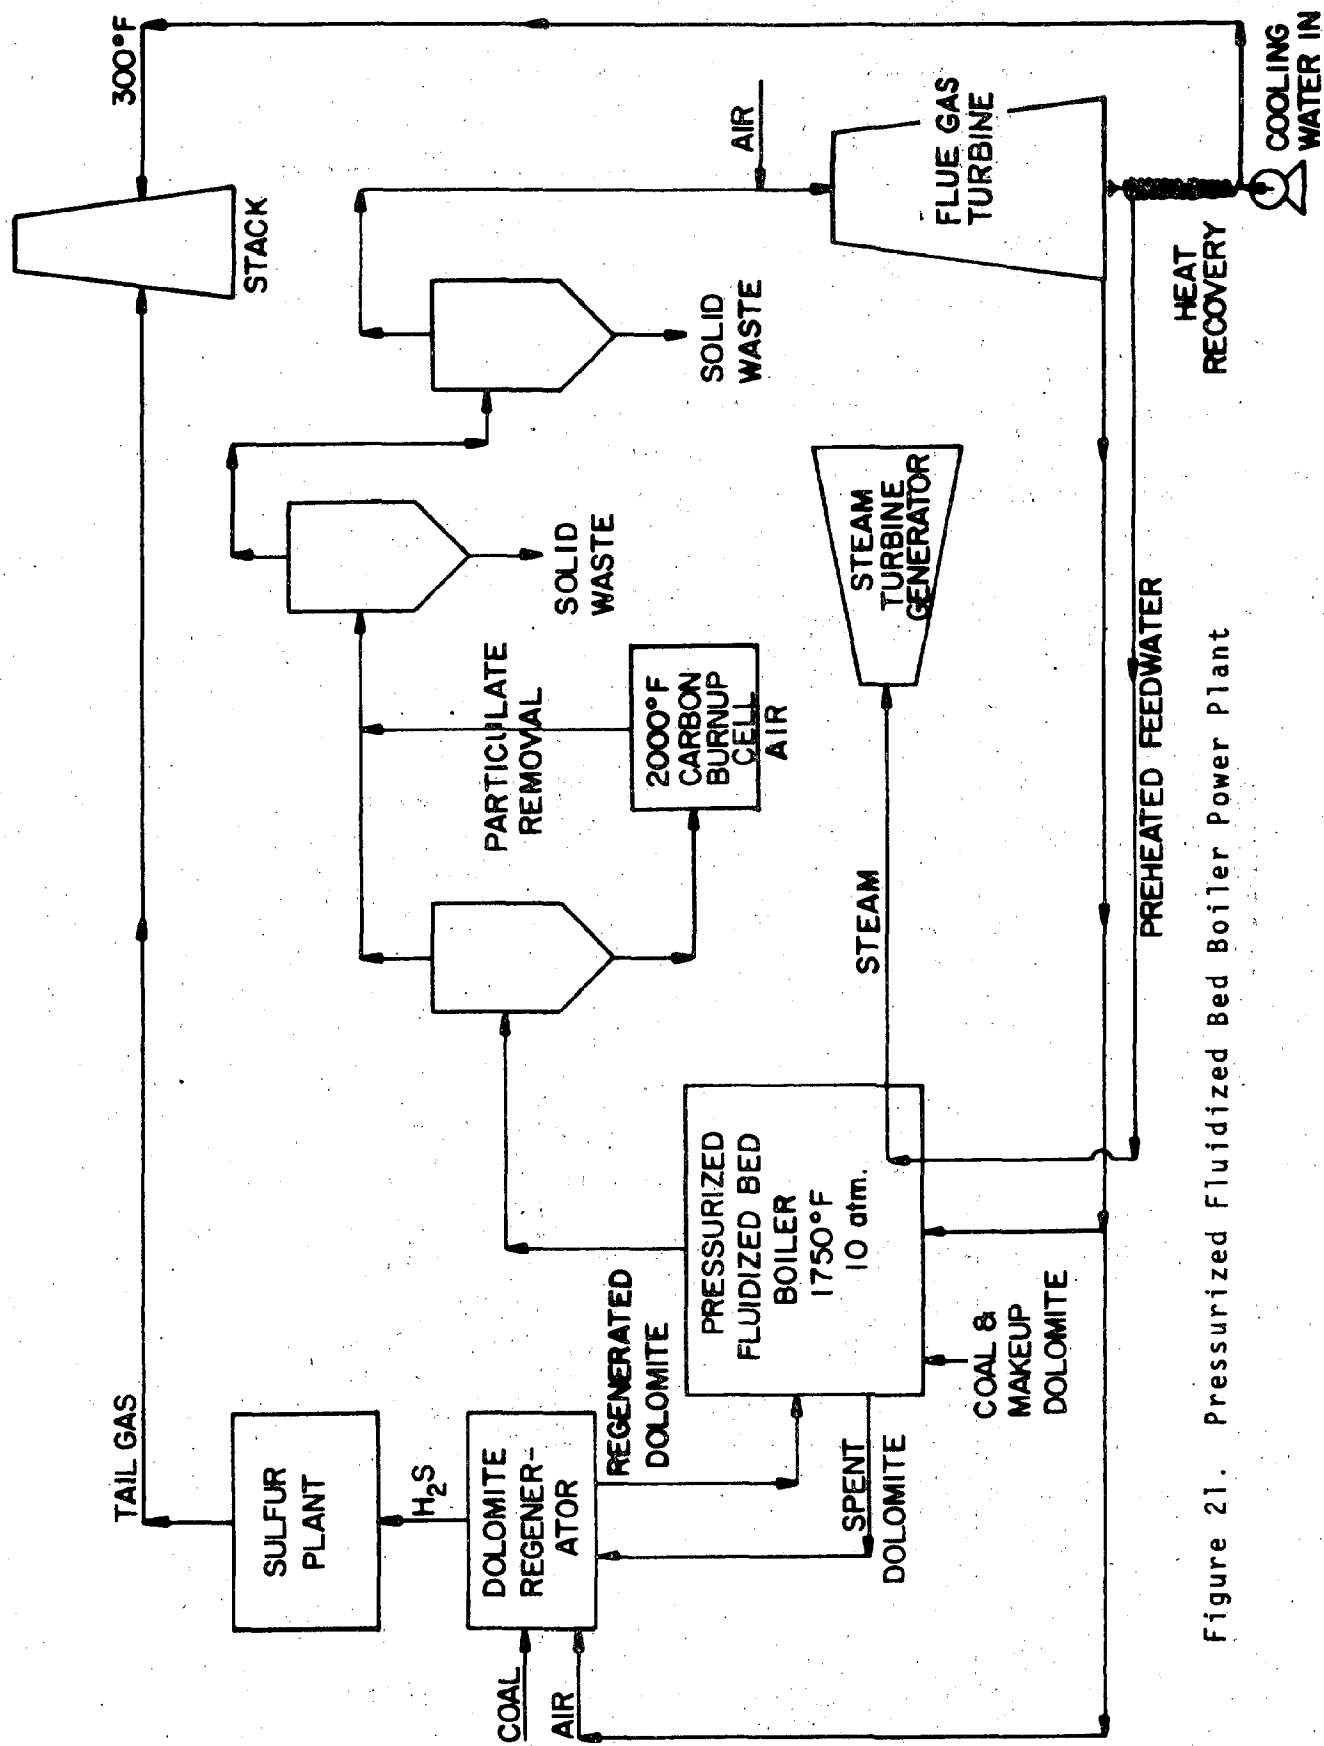 TAIL GAS
300°F
STACK
SULFUR
PLANT
H₂S
COAL
AIR
DOLOMITE
REGENER-
ATOR
REGENERATED
DOLOMITE
SPENT
DOLOMITE
PRESSURIZED
FLUIDIZED BED
BOILER
1750°F
10 atm.
COAL &
MAKEUP
DOLOMITE
PARTICULATE
REMOVAL
2000°F
CARBON
BURNUP
CELL
AIR
SOLID
WASTE
SOLID
WASTE
STEAM
STEAM
TURBINE
GENERATOR
AIR
FLUE GAS
TURBINE
HEAT
RECOVERY
COOLING
WATER IN
PREHEATED FEEDWATER
Figure 21. Pressurized Fluidized Bed Boiler Power Plant